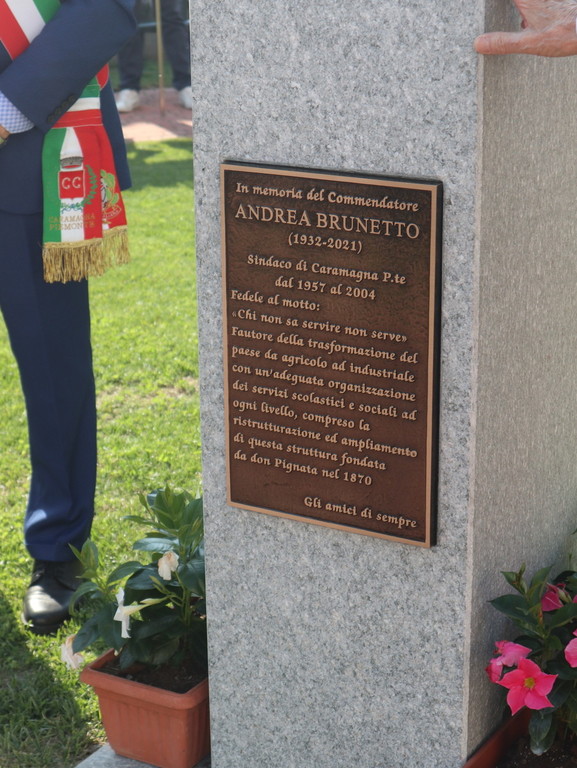 CC
CARAMAGNA
PIEMONTE
In memoria del Commendatore
ANDREA BRUNETTO
(1932-2021)
Sindaco di Caramagna P.te
dal 1957 al 2004
Fedele al motto:
«Chi non sa servire non serve»
Fautore della trasformazione del
paese da agricolo ad industriale
con un'adeguata organizzazione
dei servizi scolastici e sociali ad
ogni livello, compreso la
ristrutturazione ed ampliamento
di questa struttura fondata
da don Pignata nel 1870
Gli amici di sempre